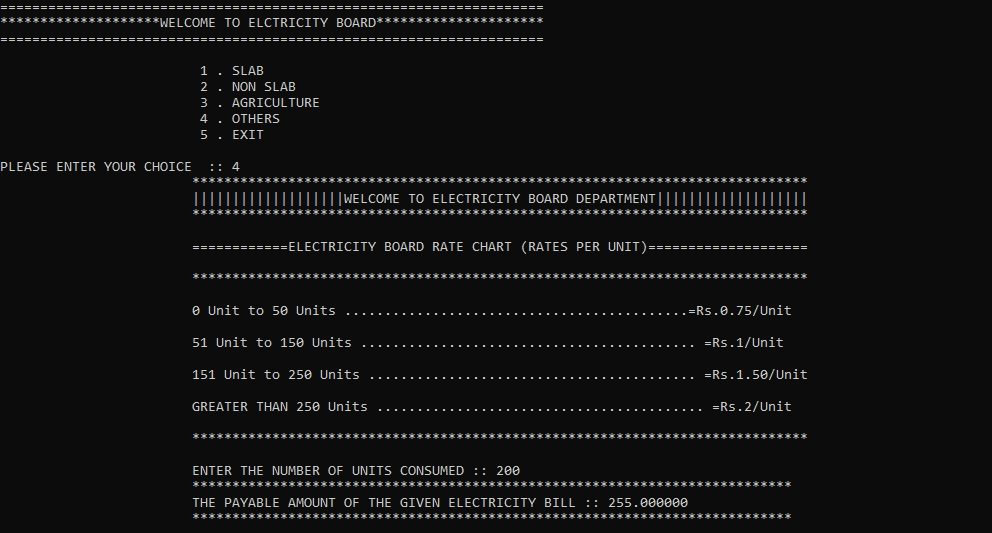 ====================================================================
********************WELCOME TO ELCTRICITY BOARD*********************
====================================================================
1 . SLAB
2 . NON SLAB
3 . AGRICULTURE
4 . OTHERS
5 . EXIT
PLEASE ENTER YOUR CHOICE  :: 4
*****************************************************************************
|||||||||||||||||||WELCOME TO ELECTRICITY BOARD DEPARTMENT|||||||||||||||||||
*****************************************************************************
============ELECTRICITY BOARD RATE CHART (RATES PER UNIT)====================
*****************************************************************************
0 Unit to 50 Units ...........................................=Rs.0.75/Unit
51 Unit to 150 Units .......................................... =Rs.1/Unit
151 Unit to 250 Units ......................................... =Rs.1.50/Unit
GREATER THAN 250 Units ......................................... =Rs.2/Unit
*****************************************************************************
ENTER THE NUMBER OF UNITS CONSUMED :: 200
***************************************************************************
THE PAYABLE AMOUNT OF THE GIVEN ELECTRICITY BILL :: 255.000000
***************************************************************************